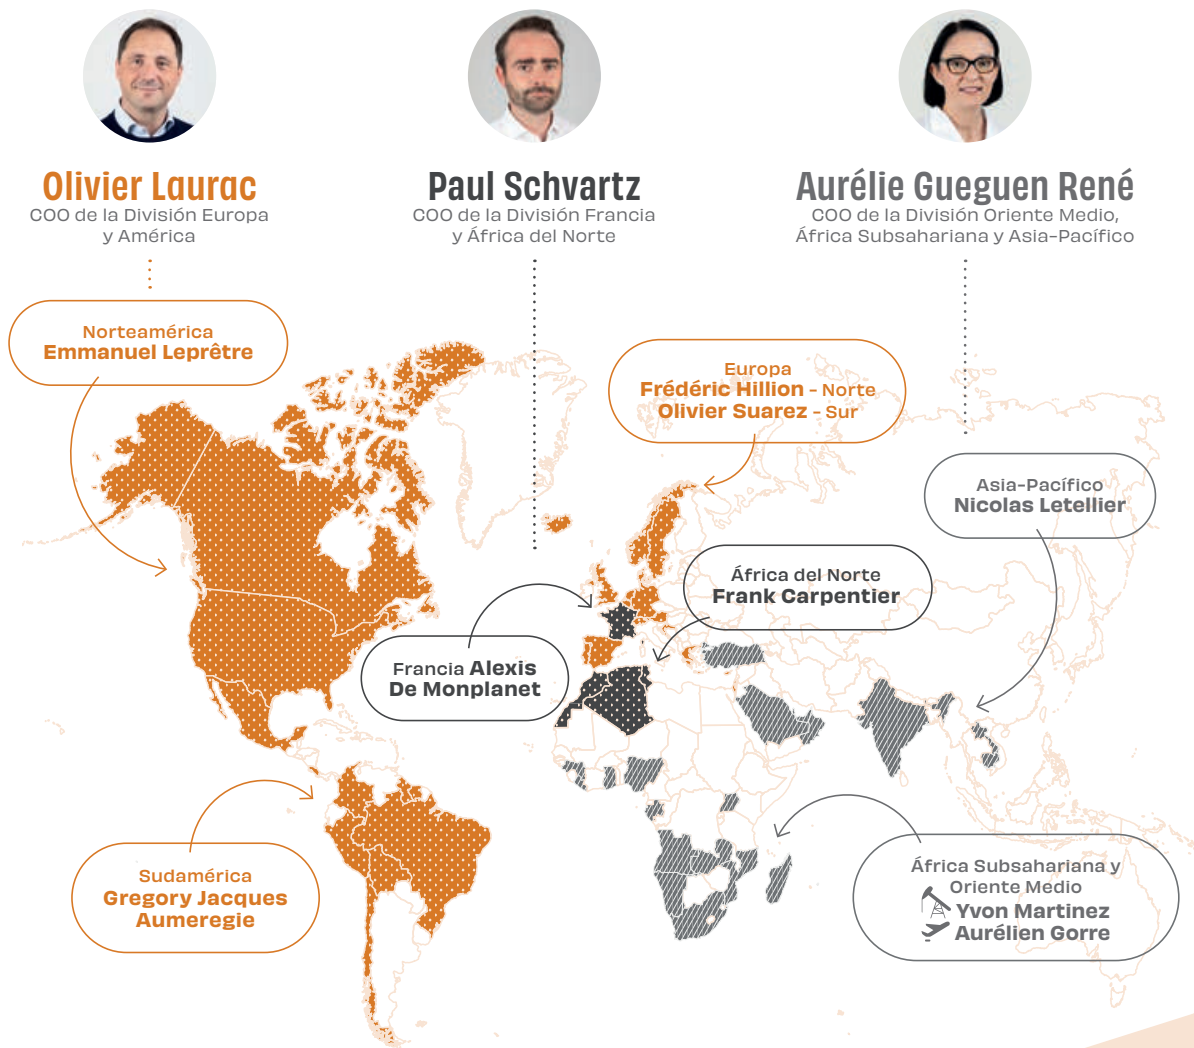 Olivier Laurac
COO de la División Europa
y América
Paul Schvartz
COO de la División Francia
y África del Norte
Aurélie Gueguen René
COO de la División Oriente Medio,
África Subsahariana y Asia-Pacífico
Norteamérica
Emmanuel Leprêtre
Europa
Frédéric Hillion - Norte
Olivier Suarez - Sur
Asia-Pacífico
Nicolas Letellier
África del Norte
Frank Carpentier
Francia Alexis
De Monplanet
Sudamérica
Gregory Jacques
Aumeregie
África Subsahariana y
Oriente Medio
Yvon Martinez
Aurélien Gorre